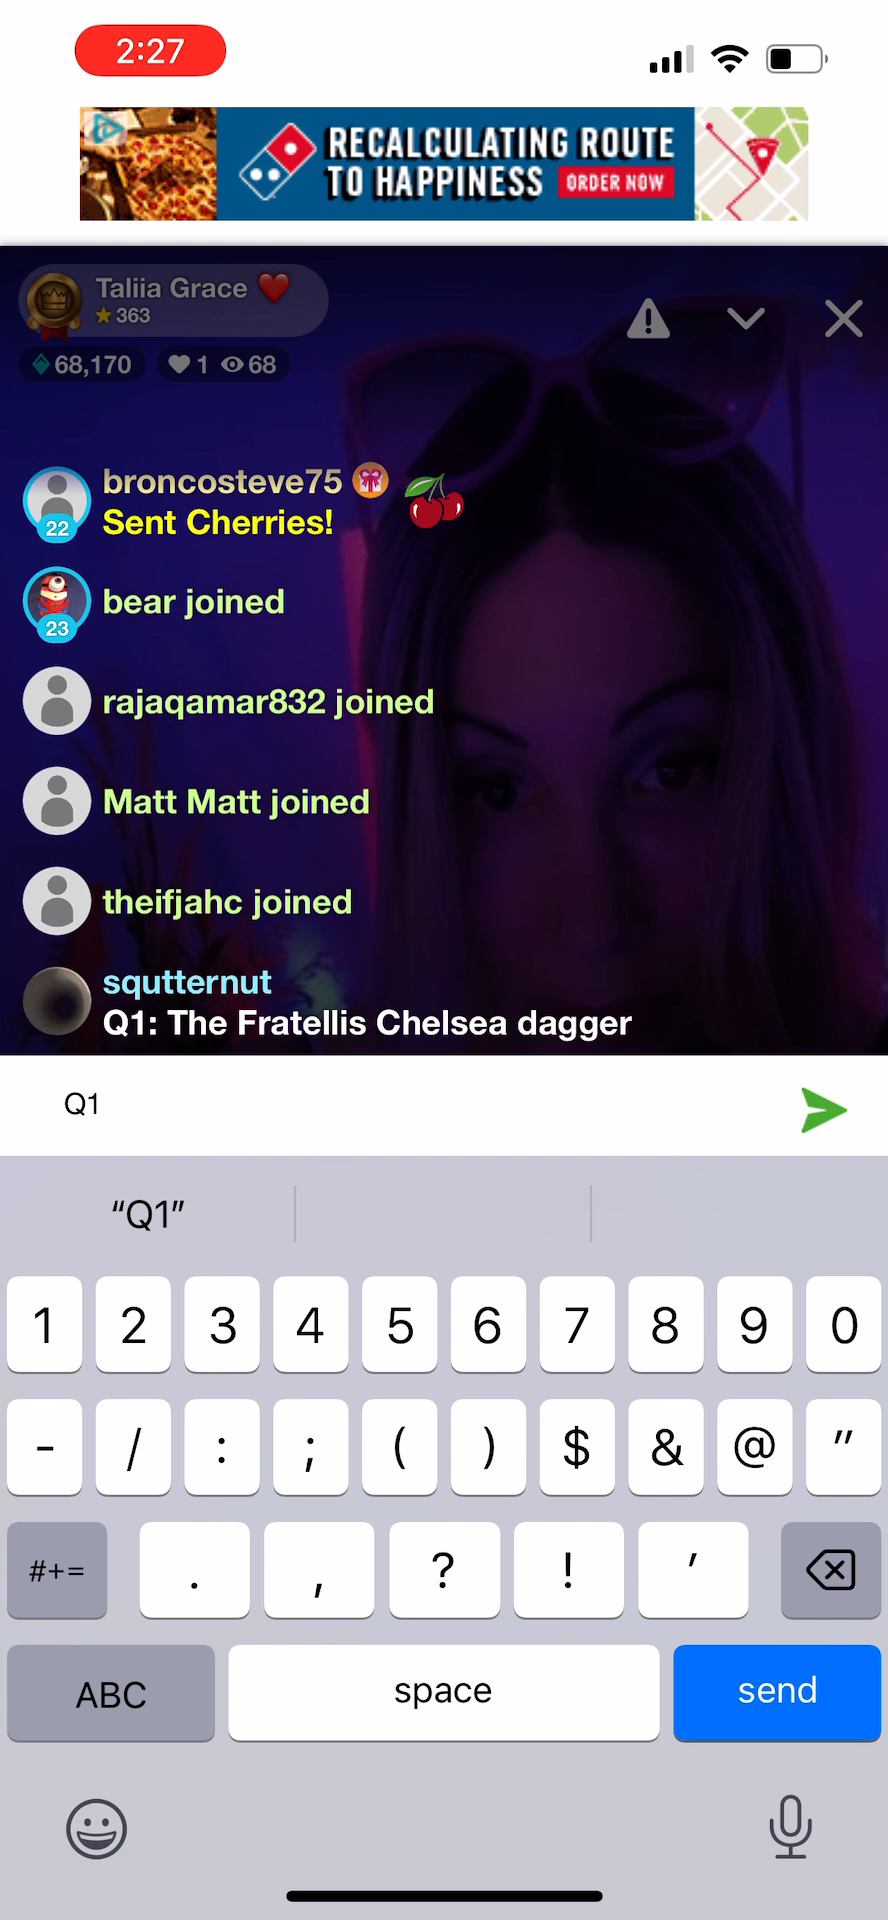 2:27
RECALCULATING ROUTE
TO HAPPINESS ORDER NOW
Taliia Grace ❤️
363
68,170 1 68
broncosteve75
22 Sent Cherries!
bear joined
23
rajaqamar832 joined
Matt Matt joined
theifjahc joined
squtternut
Q1: The Fratellis Chelsea dagger
Q1
“Q1”
1 2 3 4 5 6 7 8 9 0
- / : ; ( ) $ & @ "
#+= . , ? ! '
ABC space send